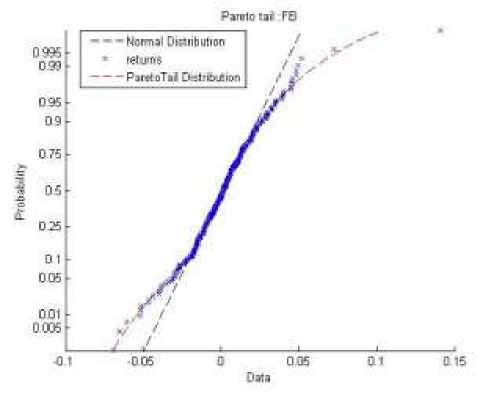 Pareto tail :FB
Normal Distribution
returns
ParetoTail Distribution
0.995
0.99
0.95
0.9
0.75
0.5
0.25
0.1
0.05
0.01
0.005
Probability
-0.1
-0.05
0
0.05
0.1
0.15
Data